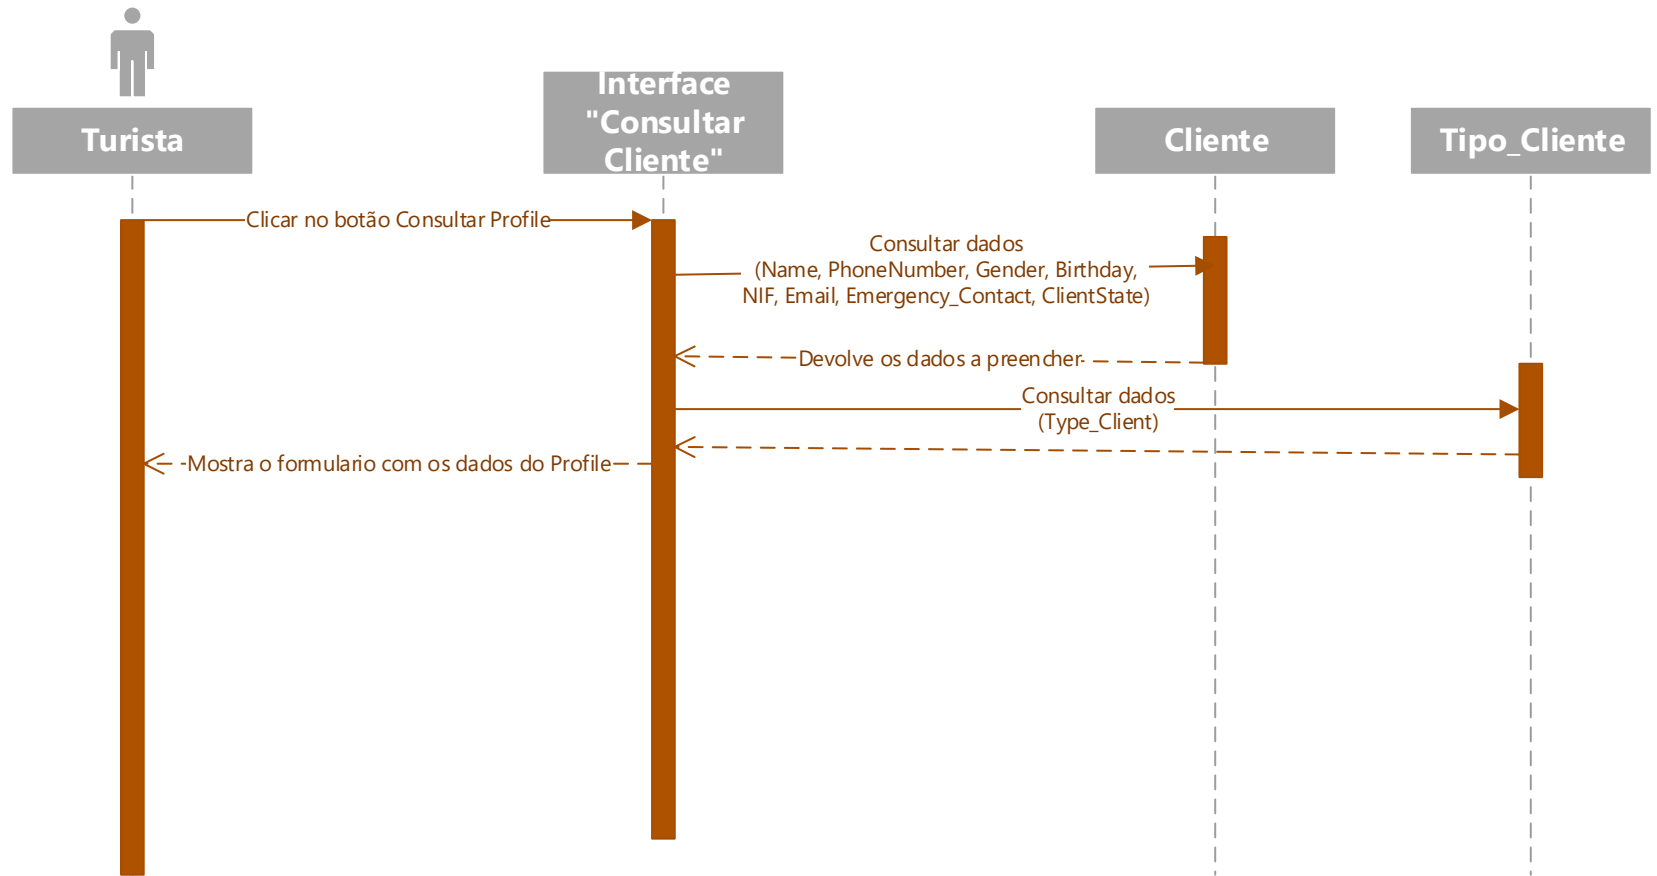 Turista
Interface
"Consultar
Cliente"
Cliente
Tipo_Cliente
Clicar no botão Consultar Profile
Consultar dados
(Name, PhoneNumber, Gender, Birthday,
NIF, Email, Emergency_Contact, ClientState)
Devolve os dados a preencher
Consultar dados
(Type_Client)
Mostra o formulario com os dados do Profile